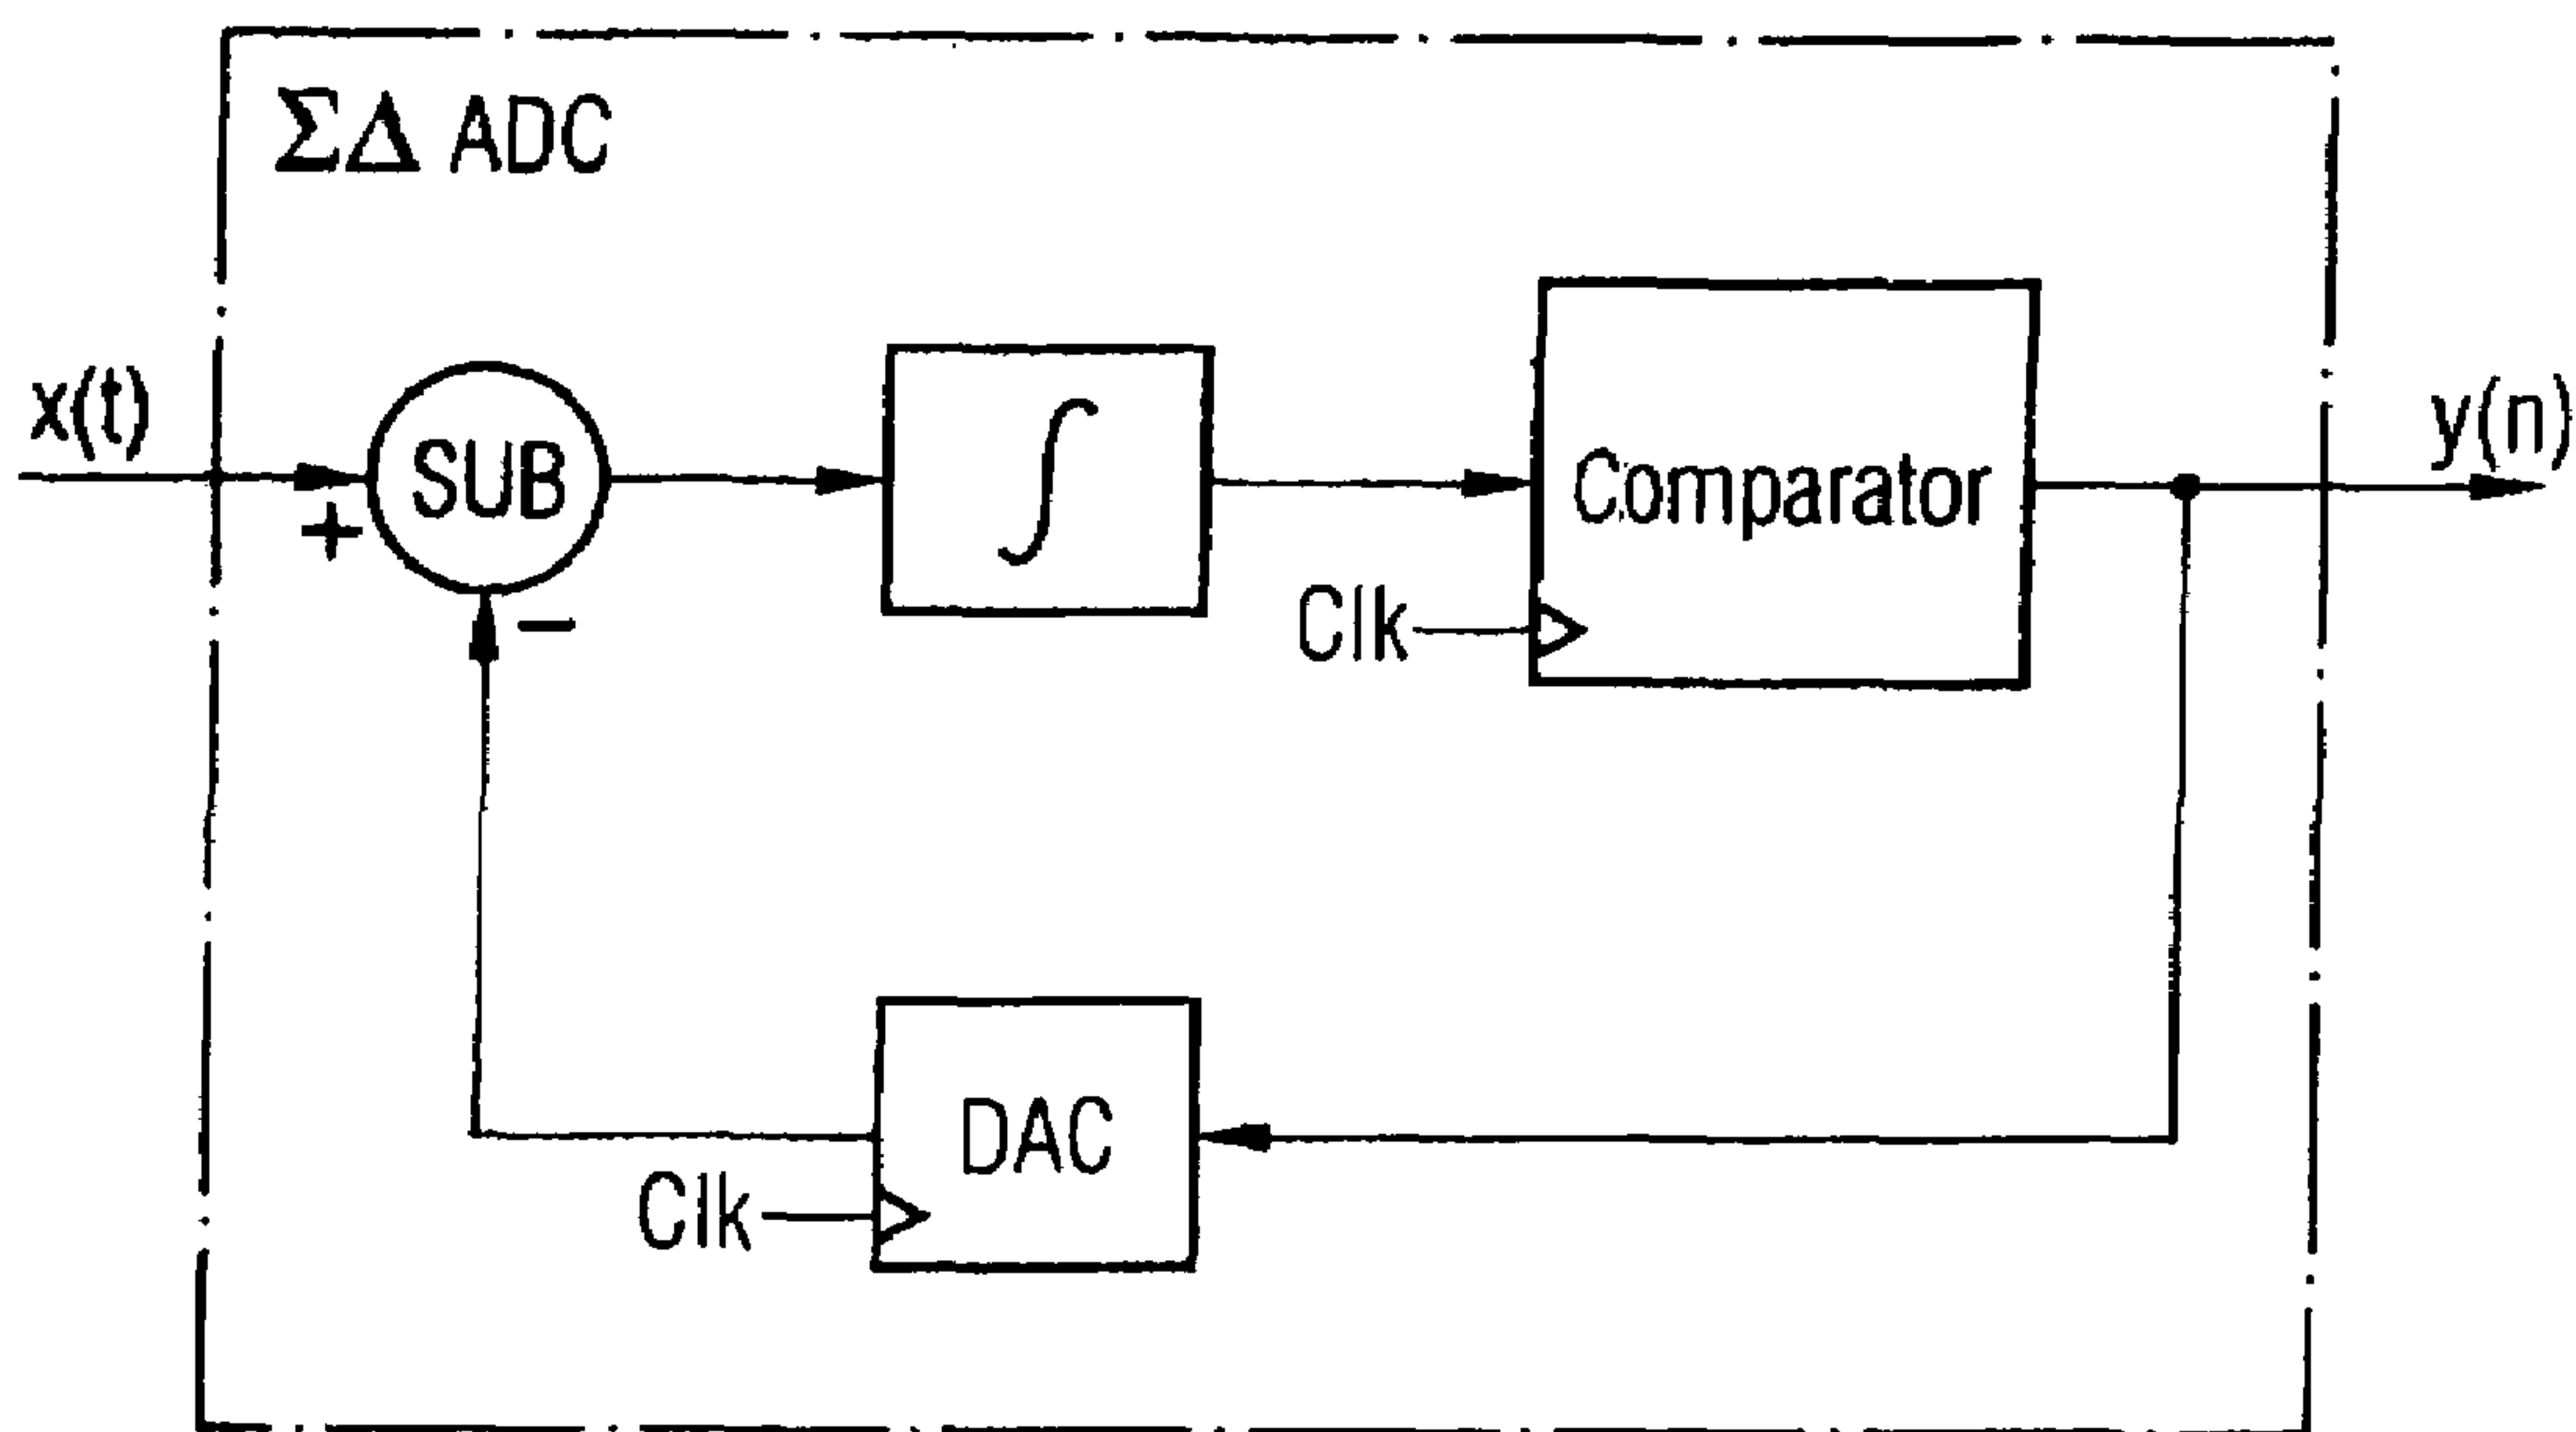 ΣΔ ADC
x(t)
+
SUB
−
∫
Comparator
Clk
y(n)
DAC
Clk